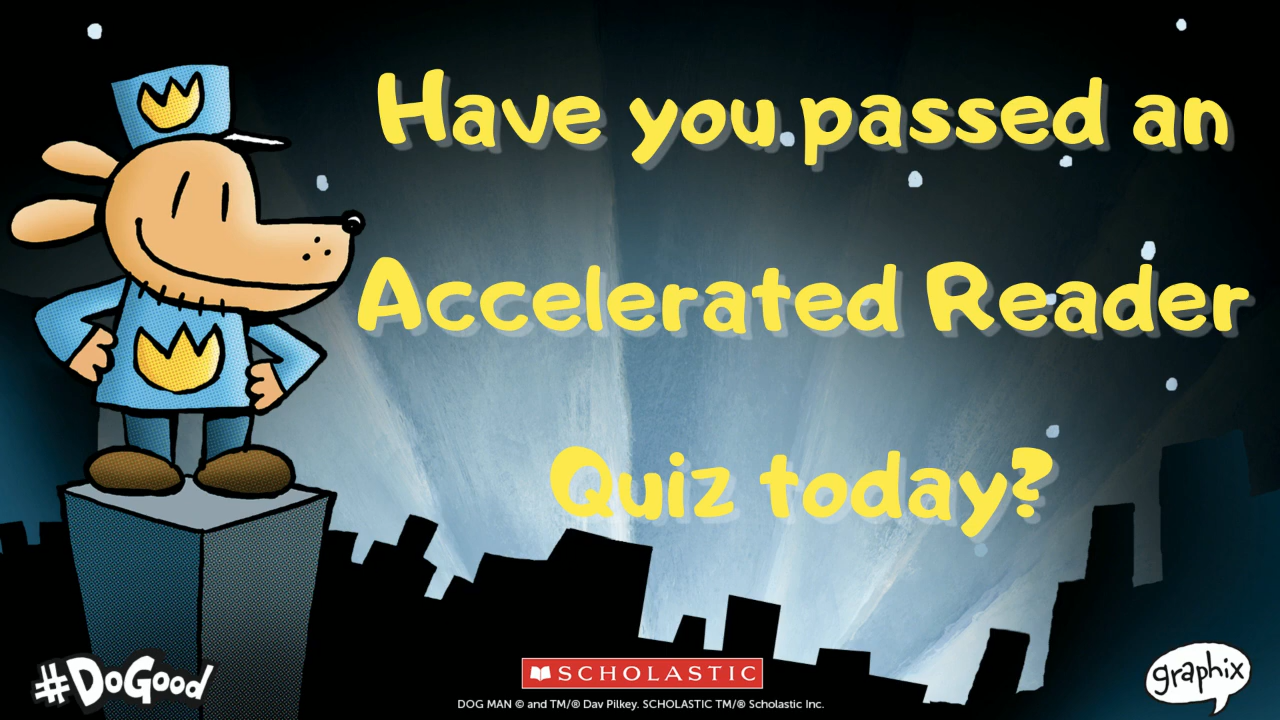 Have you passed an
Accelerated Reader
Quiz today?
#DoGood
SCHOLASTIC
DOG MAN © and TM/® Dav Pilkey. SCHOLASTIC TM/® Scholastic Inc.
graphix